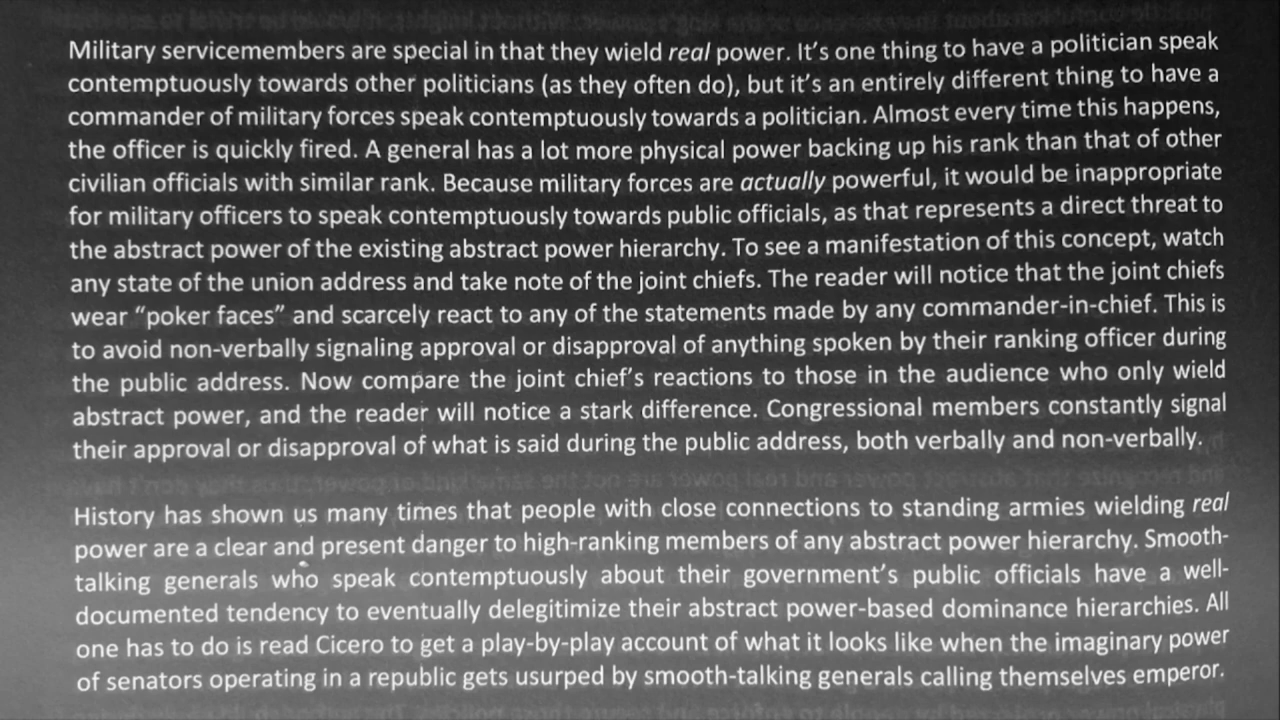 Military servicemembers are special in that they wield real power. It’s one thing to have a politician speak
contemptuously towards other politicians (as they often do), but it’s an entirely different thing to have a
commander of military forces speak contemptuously towards a politician. Almost every time this happens,
the officer is quickly fired. A general has a lot more physical power backing up his rank than that of other
civilian officials with similar rank. Because military forces are actually powerful, it would be inappropriate
for military officers to speak contemptuously towards public officials, as that represents a direct threat to
the abstract power of the existing abstract power hierarchy. To see a manifestation of this concept, watch
any state of the union address and take note of the joint chiefs. The reader will notice that the joint chiefs
wear “poker faces” and scarcely react to any of the statements made by any commander-in-chief. This is
to avoid non-verbally signaling approval or disapproval of anything spoken by their ranking officer during
the public address. Now compare the joint chief’s reactions to those in the audience who only wield
abstract power, and the reader will notice a stark difference. Congressional members constantly signal
their approval or disapproval of what is said during the public address, both verbally and non-verbally.
History has shown us many times that people with close connections to standing armies wielding real
power are a clear and present danger to high-ranking members of any abstract power hierarchy. Smooth-
talking generals who speak contemptuously about their government’s public officials have a well-
documented tendency to eventually delegitimize their abstract power-based dominance hierarchies. All
one has to do is read Cicero to get a play-by-play account of what it looks like when the imaginary power
of senators operating in a republic gets usurped by smooth-talking generals calling themselves emperor.